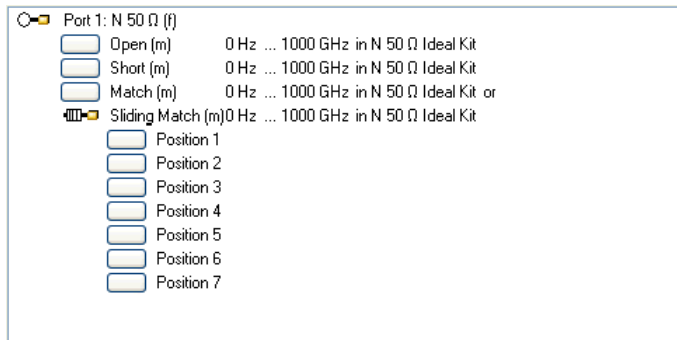 Port 1: N 50 Ω (f)
Open (m) 0 Hz ... 1000 GHz in N 50 Ω Ideal Kit
Short (m) 0 Hz ... 1000 GHz in N 50 Ω Ideal Kit
Match (m) 0 Hz ... 1000 GHz in N 50 Ω Ideal Kit or
Sliding Match (m)0 Hz ... 1000 GHz in N 50 Ω Ideal Kit
Position 1
Position 2
Position 3
Position 4
Position 5
Position 6
Position 7